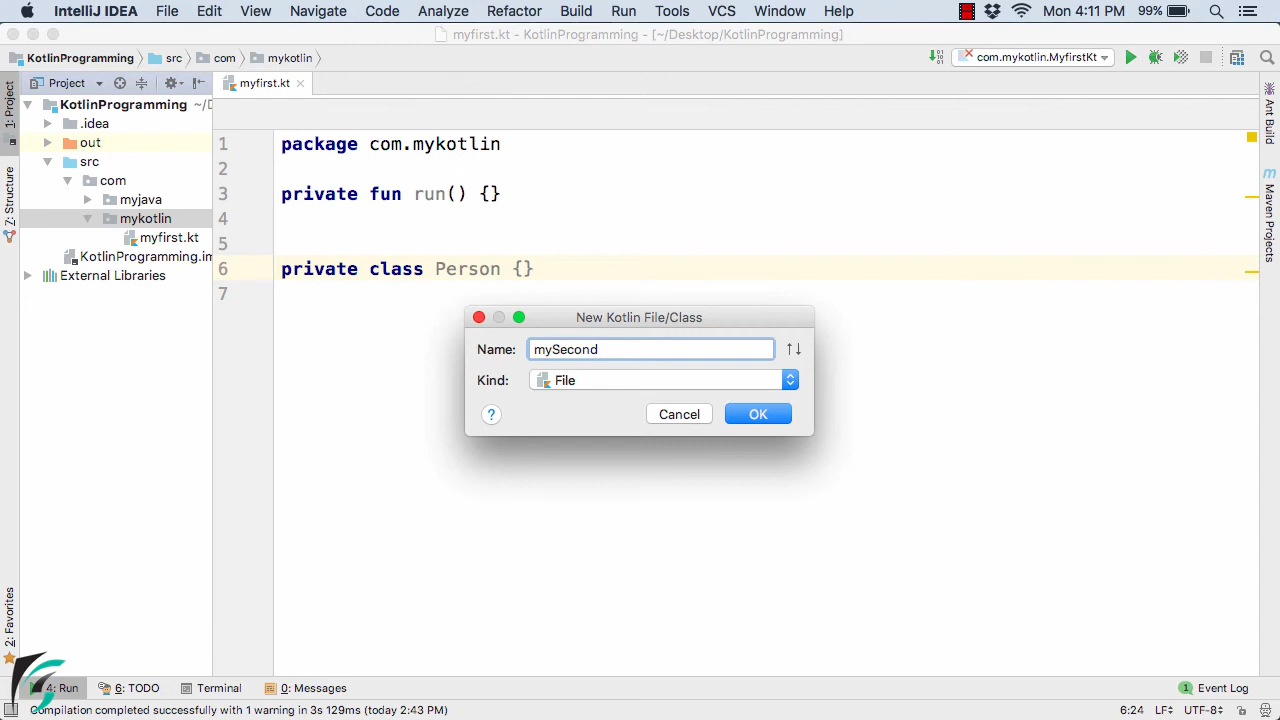 IntelliJ IDEA File Edit View Navigate Code Analyze Refactor Build Run Tools VCS Window Help Mon 4:11 PM 99%
myfirst.kt - KotlinProgramming - [~/Desktop/KotlinProgramming]
KotlinProgramming src com mykotlin com.mykotlin.MyfirstKt
Project myfirst.kt
1: Project
7: Structure
2: Favorites
KotlinProgramming ~/D
.idea
out
src
com
myjava
mykotlin
myfirst.kt
KotlinProgramming.im
External Libraries
1 package com.mykotlin
2
3 private fun run() {}
4
5
6 private class Person {}
7
New Kotlin File/Class
Name: mySecond
Kind: File
? Cancel OK
Ant Build
m Maven Projects
4: Run 6: TODO Terminal 0: Messages 1 Event Log
Compilation completed successfully with 1 warning in 3s 129ms (today 2:43 PM) 6:24 LF UTF-8